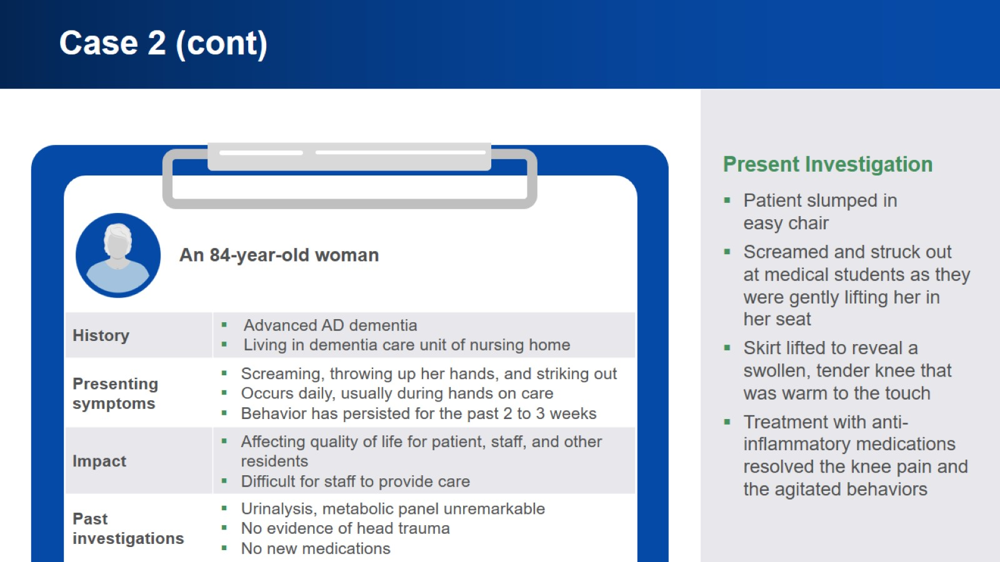 Case 2 (cont)
An 84-year-old woman
History
▪ Advanced AD dementia
▪ Living in dementia care unit of nursing home
Presenting
symptoms
▪ Screaming, throwing up her hands, and striking out
▪ Occurs daily, usually during hands on care
▪ Behavior has persisted for the past 2 to 3 weeks
Impact
▪ Affecting quality of life for patient, staff, and other
residents
▪ Difficult for staff to provide care
Past
investigations
▪ Urinalysis, metabolic panel unremarkable
▪ No evidence of head trauma
▪ No new medications
Present Investigation
▪ Patient slumped in
easy chair
▪ Screamed and struck out
at medical students as they
were gently lifting her in
her seat
▪ Skirt lifted to reveal a
swollen, tender knee that
was warm to the touch
▪ Treatment with anti-
inflammatory medications
resolved the knee pain and
the agitated behaviors